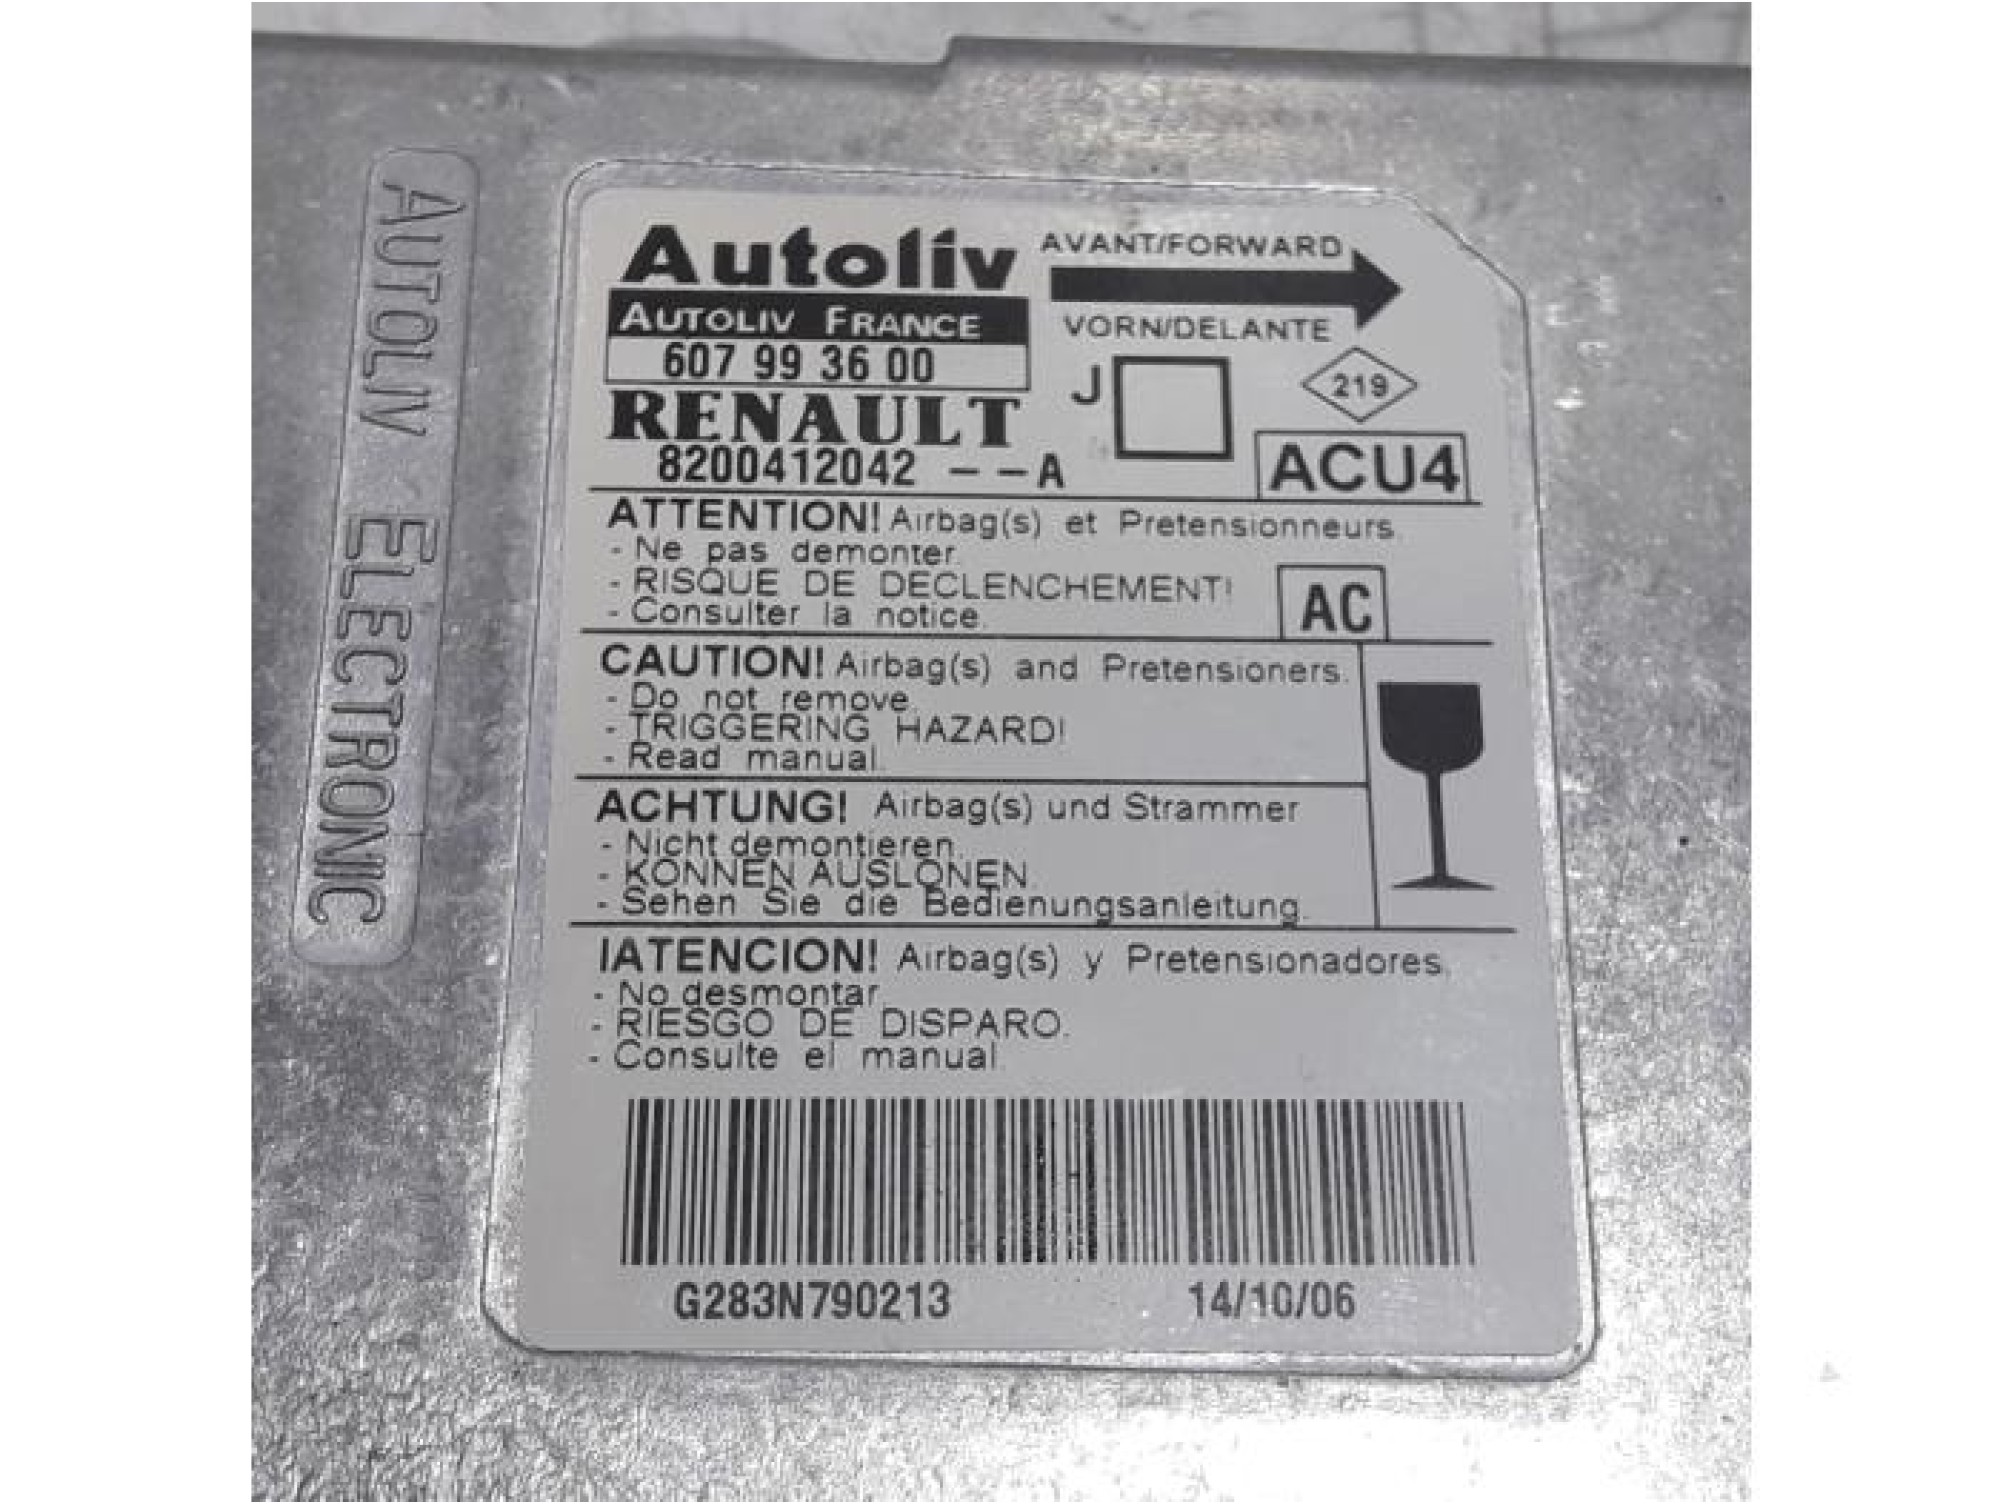 AUTOLIV ELECTRONIC
Autoliv
AUTOLIV FRANCE
607 99 36 00
RENAULT
8200412042 --A
AVANT/FORWARD
VORN/DELANTE
J
219
ACU4
ATTENTION! Airbag(s) et Pretensionneurs.
- Ne pas demonter.
- RISQUE DE DECLENCHEMENT!
- Consulter la notice.
AC
CAUTION! Airbag(s) and Pretensioners.
- Do not remove.
- TRIGGERING HAZARD!
- Read manual.
ACHTUNG! Airbag(s) und Strammer
- Nicht demontieren.
- KONNEN AUSLONEN
- Sehen Sie die Bedienungsanleitung.
IATENCION! Airbag(s) y Pretensionadores.
- No desmontar.
- RIESGO DE DISPARO.
- Consulte el manual.
G283N790213 14/10/06